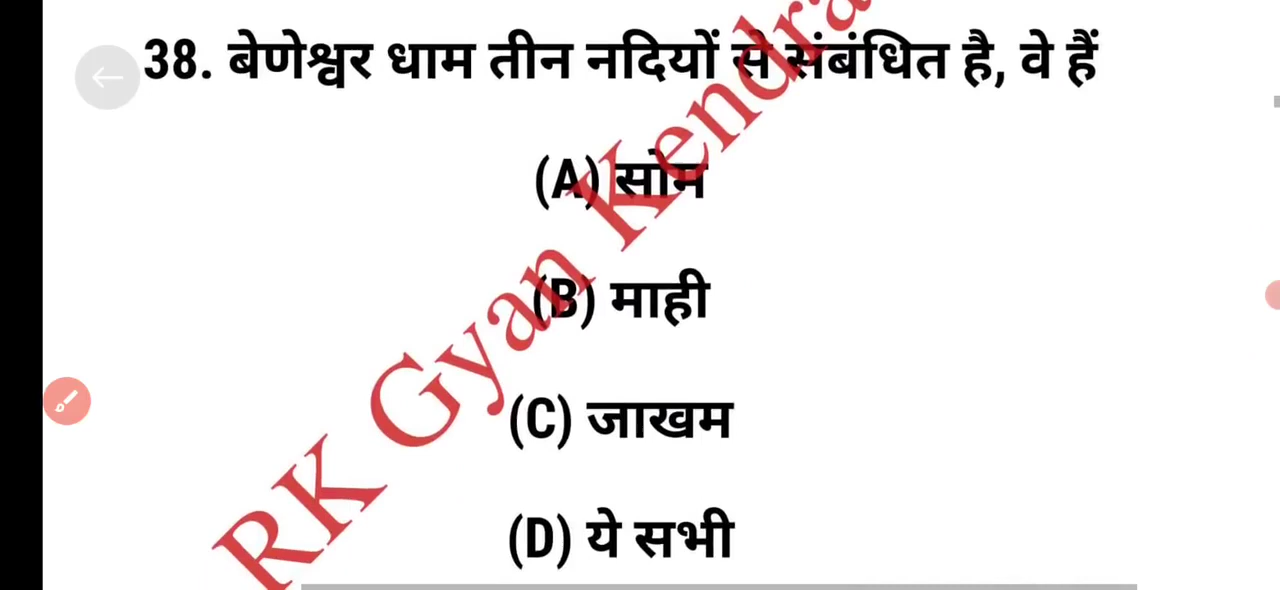 38. बेणेश्वर धाम तीन नदियों से संबंधित है, वे हैं
(A) सोम
(B) माही
(C) जाखम
(D) ये सभी
RK Gyan Kendra